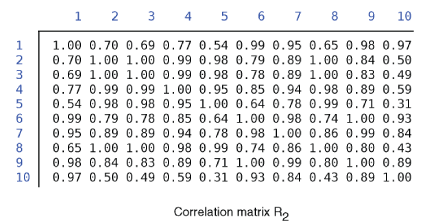 1 2 3 4 5 6 7 8 9 10
1 1.00 0.70 0.69 0.77 0.54 0.99 0.95 0.65 0.98 0.97
2 0.70 1.00 1.00 0.99 0.98 0.79 0.89 1.00 0.84 0.50
3 0.69 1.00 1.00 0.99 0.98 0.78 0.89 1.00 0.83 0.49
4 0.77 0.99 0.99 1.00 0.95 0.85 0.94 0.98 0.89 0.59
5 0.54 0.98 0.98 0.95 1.00 0.64 0.78 0.99 0.71 0.31
6 0.99 0.79 0.78 0.85 0.64 1.00 0.98 0.74 1.00 0.93
7 0.95 0.89 0.89 0.94 0.78 0.98 1.00 0.86 0.99 0.84
8 0.65 1.00 1.00 0.98 0.99 0.74 0.86 1.00 0.80 0.43
9 0.98 0.84 0.83 0.89 0.71 1.00 0.99 0.80 1.00 0.89
10 0.97 0.50 0.49 0.59 0.31 0.93 0.84 0.43 0.89 1.00
Correlation matrix R2